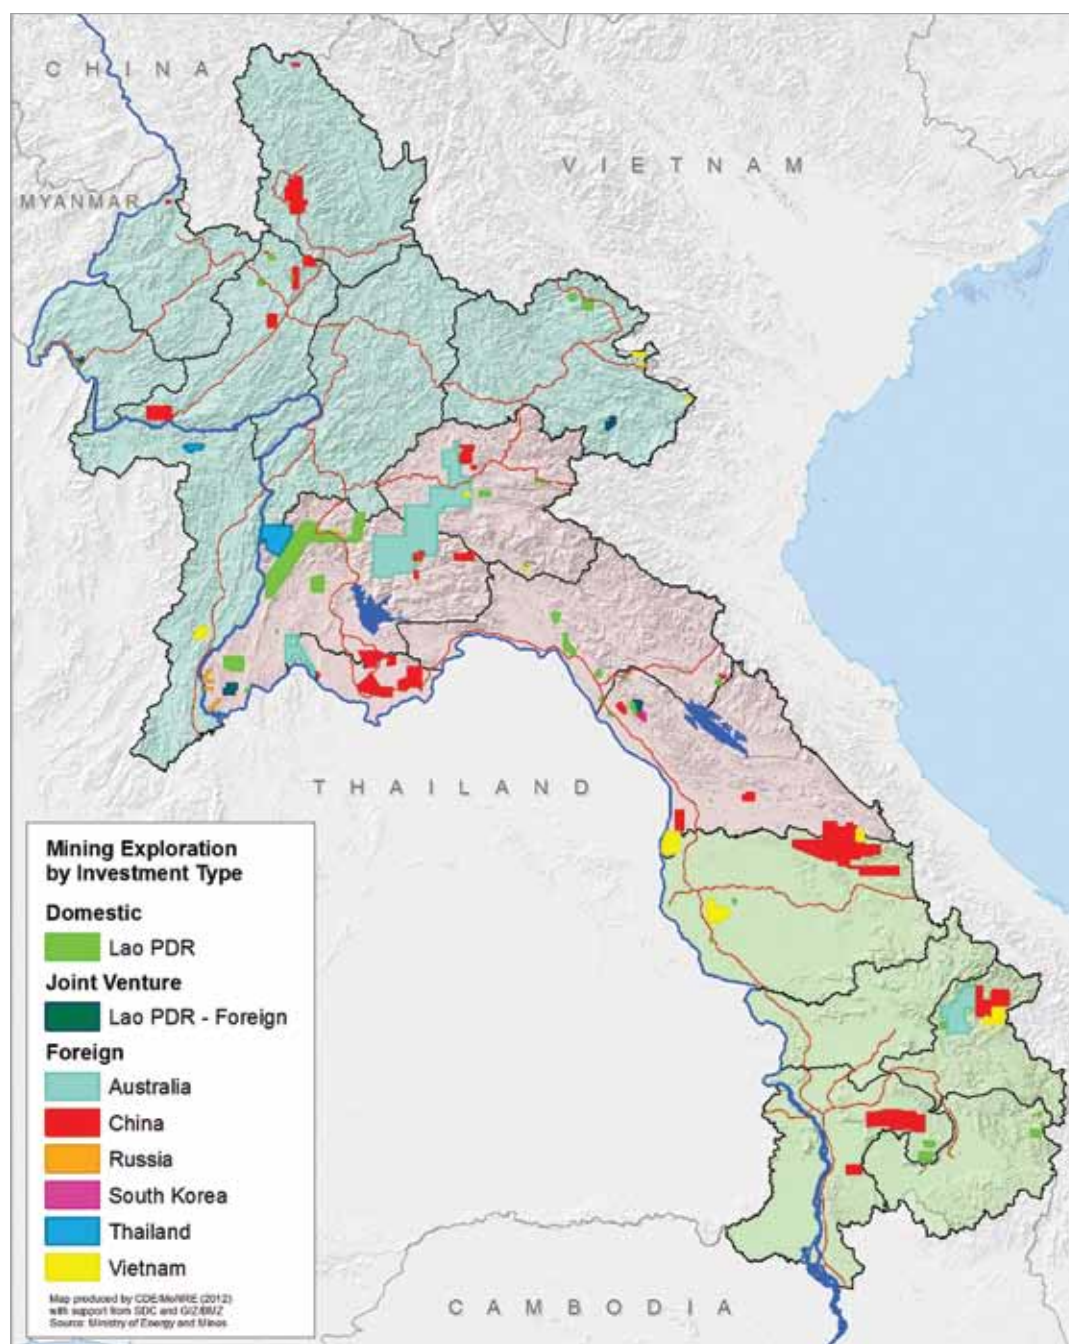 CHINA
VIETNAM
MYANMAR
THAILAND
Mining Exploration
by Investment Type
Domestic
Lao PDR
Joint Venture
Lao PDR - Foreign
Foreign
Australia
China
Russia
South Korea
Thailand
Vietnam
Map produced by CDE/MoNRE (2012)
with support from SDC and GIZ/BMZ
Source: Ministry of Energy and Mines
CAMBODIA